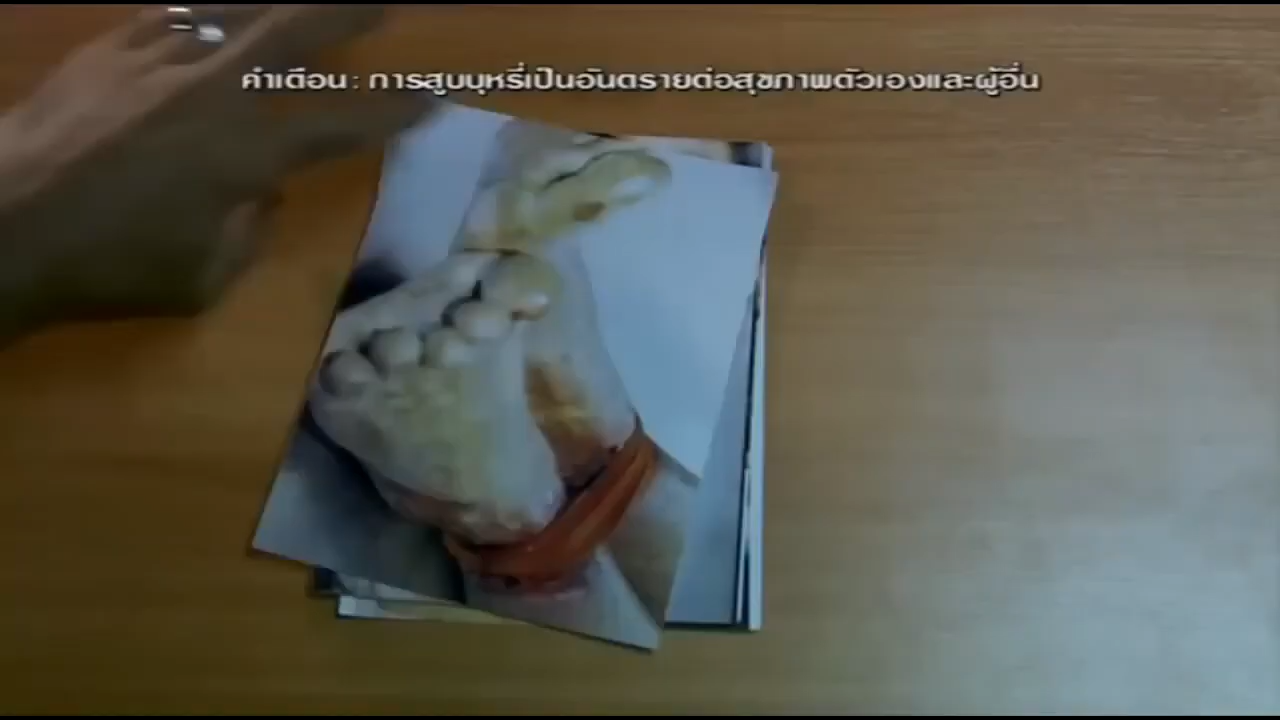 คำเตือน : การสูบบุหรี่เป็นอันตรายต่อสุขภาพตัวเองและผู้อื่น